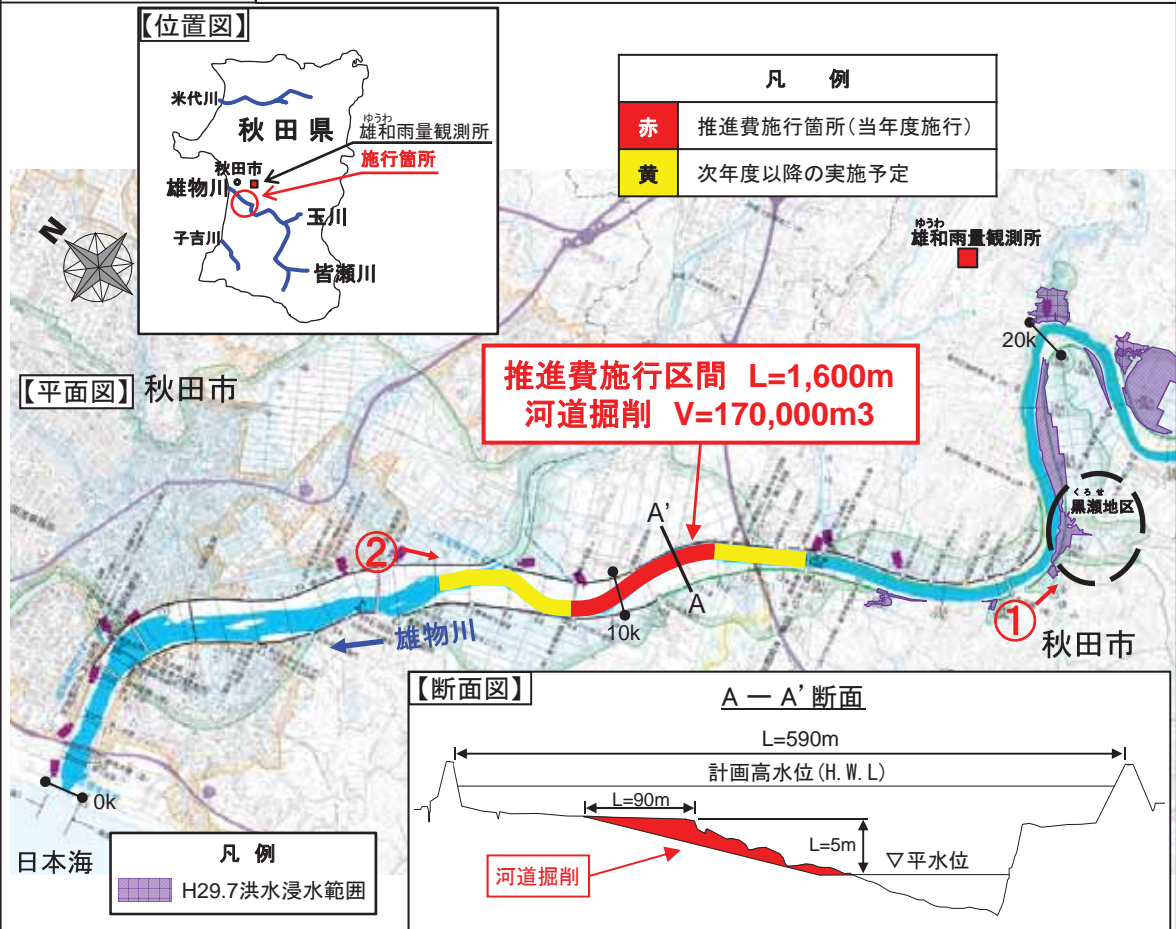 【位置図】
米代川
秋田県
ゆうわ
雄和雨量観測所
秋田市
施行箇所
雄物川
玉川
子吉川
皆瀬川
凡 例
赤 推進費施行箇所(当年度施行)
黄 次年度以降の実施予定
N
ゆうわ
雄和雨量観測所
20k
推進費施行区間 L=1,600m
河道掘削 V=170,000m3
【平面図】 秋田市
くろせ
黒瀬地区
A'
②
A
10k
①
雄物川
秋田市
0k
日本海
凡 例
H29.7洪水浸水範囲
【断面図】
A － A' 断面
L=590m
計画高水位(H.W.L)
L=90m
L=5m
▽平水位
河道掘削